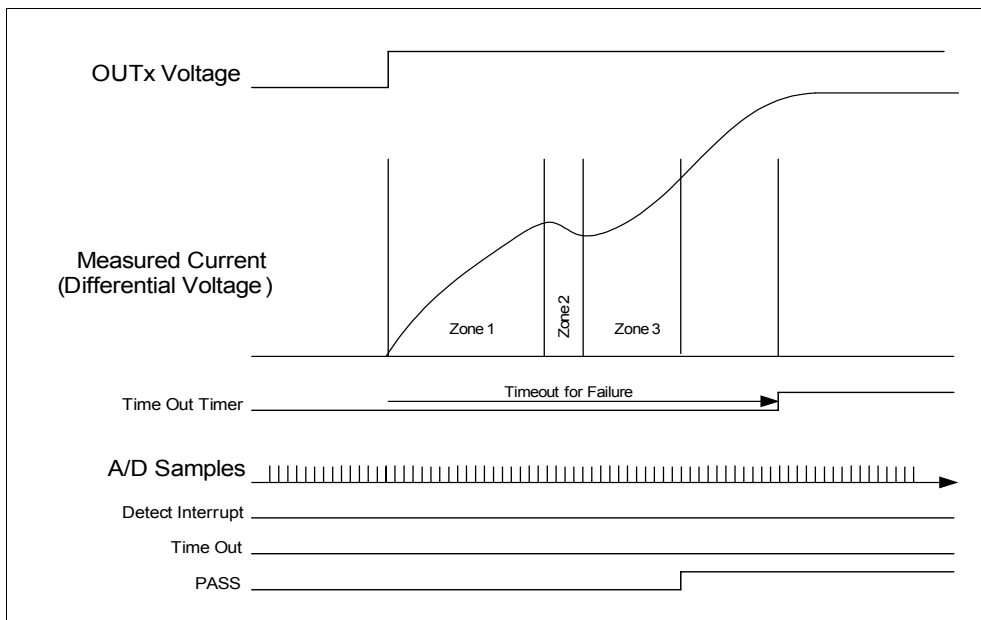 OUTx Voltage
Measured Current
(Differential Voltage)
Zone 1
Zone 2
Zone 3
Timeout for Failure
Time Out Timer
A/D Samples
Detect Interrupt
Time Out
PASS